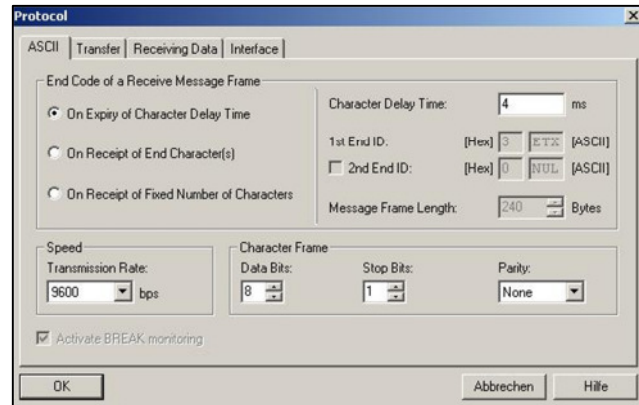 Protocol
ASCII Transfer Receiving Data Interface
End Code of a Receive Message Frame
On Expiry of Character Delay Time
On Receipt of End Character(s)
On Receipt of Fixed Number of Characters
Character Delay Time: 4 ms
1st End ID: [Hex] 3 ETX [ASCII]
2nd End ID: [Hex] 0 NUL [ASCII]
Message Frame Length: 240 Bytes
Speed
Transmission Rate:
9600 bps
Character Frame
Data Bits: Stop Bits: Parity:
8 1 None
Activate BREAK monitoring
OK Abbrechen Hilfe